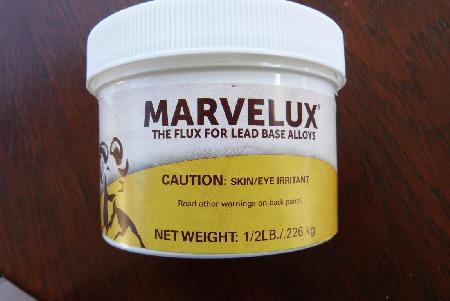 MARVELUX®
THE FLUX FOR LEAD BASE ALLOYS
CAUTION: SKIN/EYE IRRITANT
Read other warnings on back panel.
NET WEIGHT: 1/2LB./.226 kg